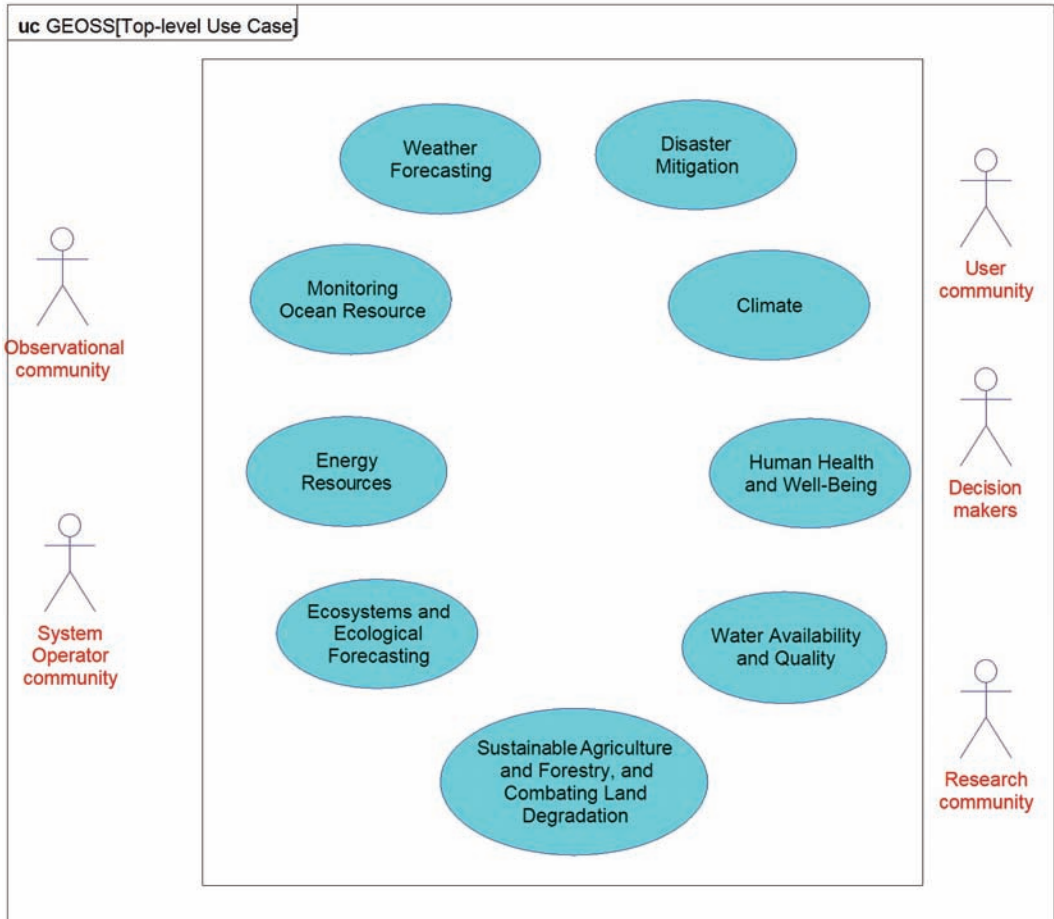 uc GEOSS[Top-level Use Case]
Weather
Forecasting
Disaster
Mitigation
Monitoring
Ocean Resource
Climate
Energy
Resources
Human Health
and Well-Being
Ecosystems and
Ecological
Forecasting
Water Availability
and Quality
Sustainable Agriculture
and Forestry, and
Combating Land
Degradation
Observational
community
System
Operator
community
User
community
Decision
makers
Research
community